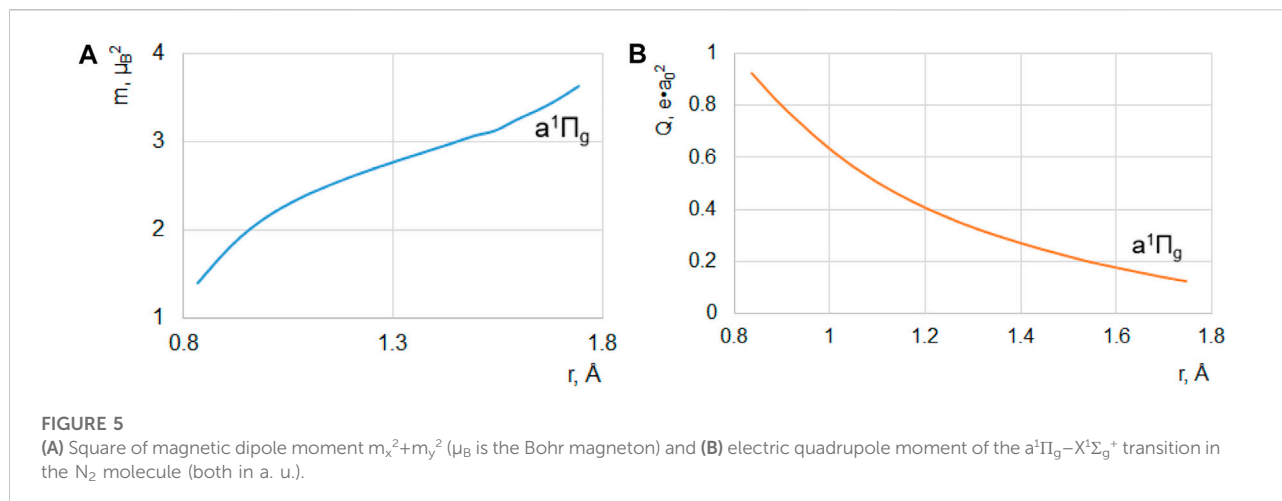 A
m, μB²
4
3
2
1
0.8
1.3
1.8
r, Å
a¹Πg
B
Q, e•a₀²
1
0.8
0.6
0.4
0.2
0
0.8
1
1.2
1.4
1.6
1.8
r, Å
a¹Πg
FIGURE 5
(A) Square of magnetic dipole moment mx²+my² (μB is the Bohr magneton) and (B) electric quadrupole moment of the a¹Πg−X¹Σg⁺ transition in
the N₂ molecule (both in a. u.).